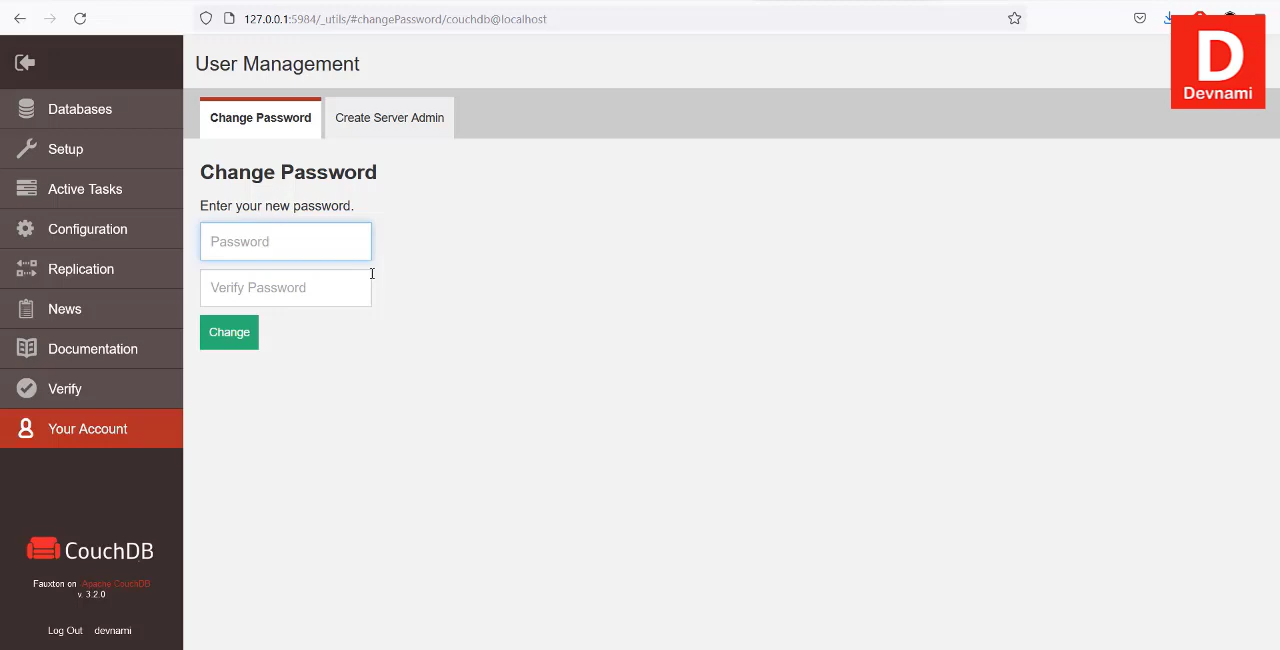 127.0.0.1:5984/_utils/#changePassword/couchdb@localhost
D
Devnami
User Management
Change Password
Create Server Admin
Databases
Setup
Active Tasks
Configuration
Replication
News
Documentation
Verify
Your Account
Change Password
Enter your new password.
Password
Verify Password
Change
CouchDB
Fauxton on Apache CouchDB
v. 3.2.0
Log Out devnami